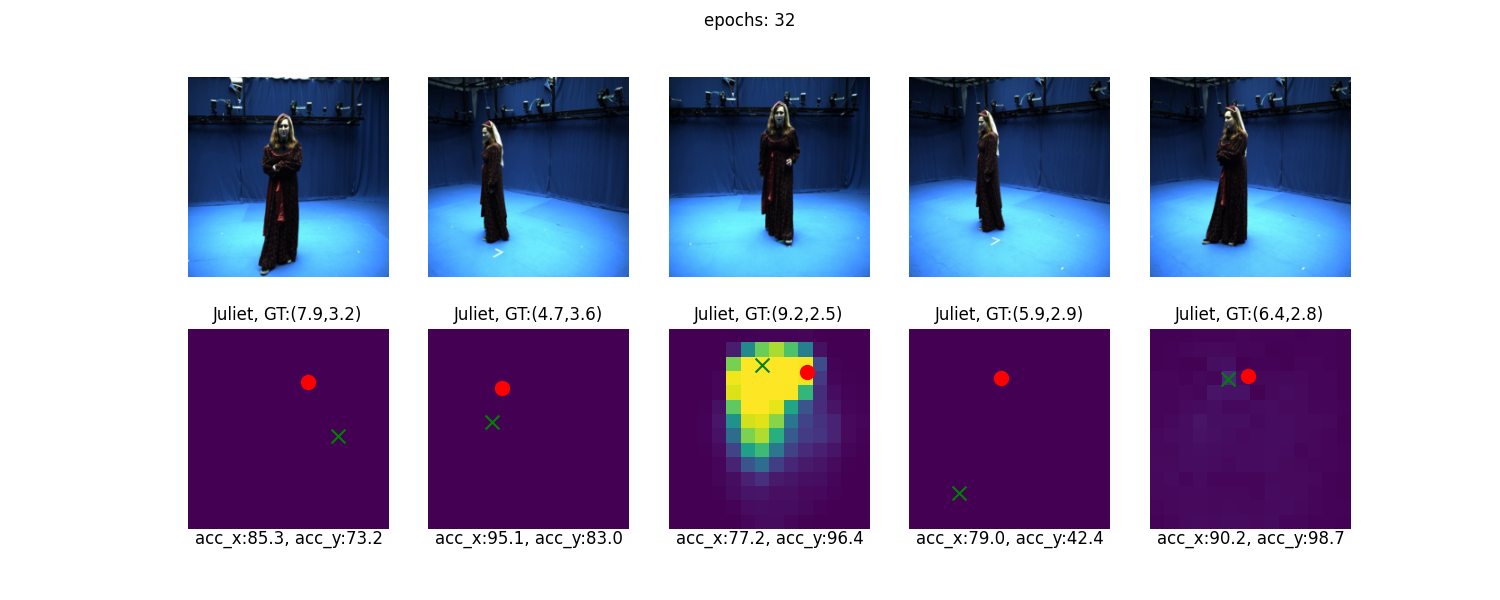 epochs: 32
Juliet, GT:(7.9,3.2)
Juliet, GT:(4.7,3.6)
Juliet, GT:(9.2,2.5)
Juliet, GT:(5.9,2.9)
Juliet, GT:(6.4,2.8)
acc_x:85.3, acc_y:73.2
acc_x:95.1, acc_y:83.0
acc_x:77.2, acc_y:96.4
acc_x:79.0, acc_y:42.4
acc_x:90.2, acc_y:98.7